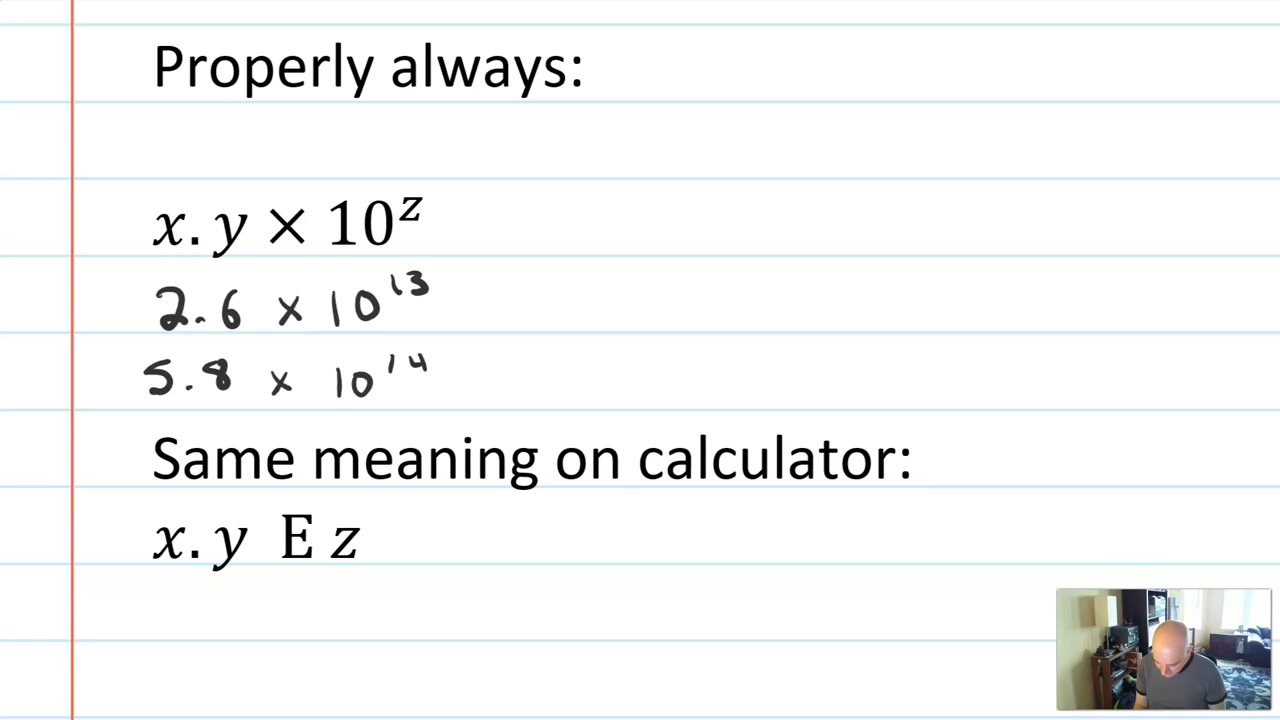 Properly always:
x.y × 10^z
2.6 x 10^13
5.8 x 10^14
Same meaning on calculator:
x.y E z